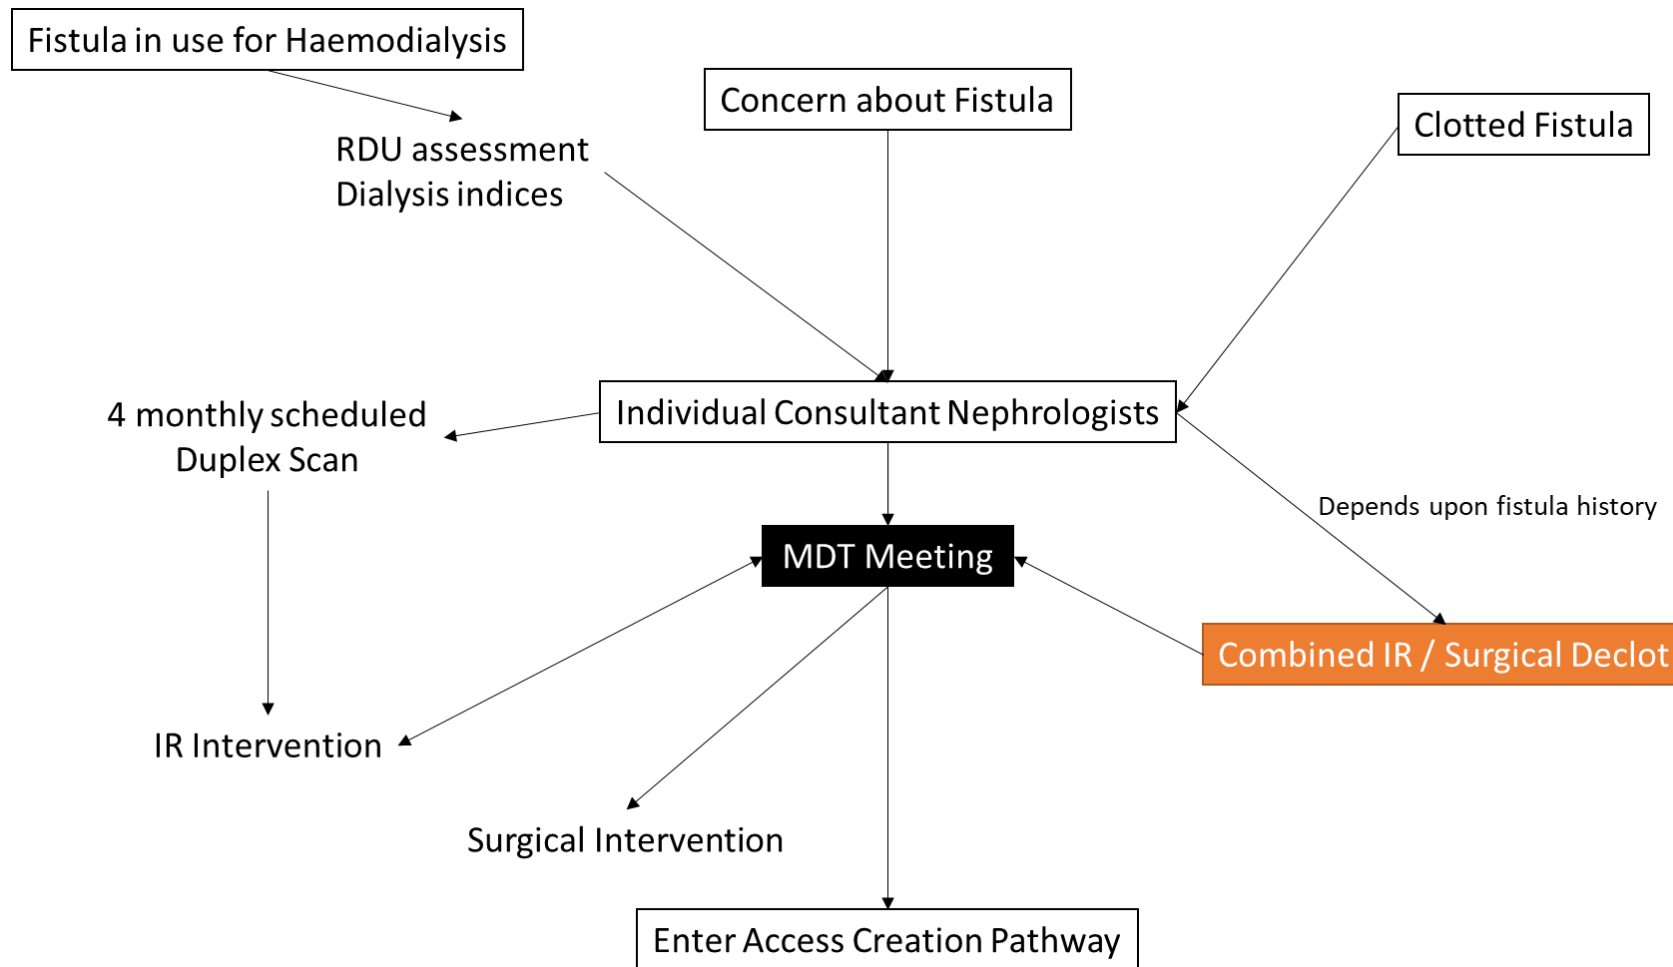 Fistula in use for Haemodialysis
Concern about Fistula
Clotted Fistula
RDU assessment
Dialysis indices
Individual Consultant Nephrologists
4 monthly scheduled
Duplex Scan
Depends upon fistula history
MDT Meeting
Combined IR / Surgical Declot
IR Intervention
Surgical Intervention
Enter Access Creation Pathway